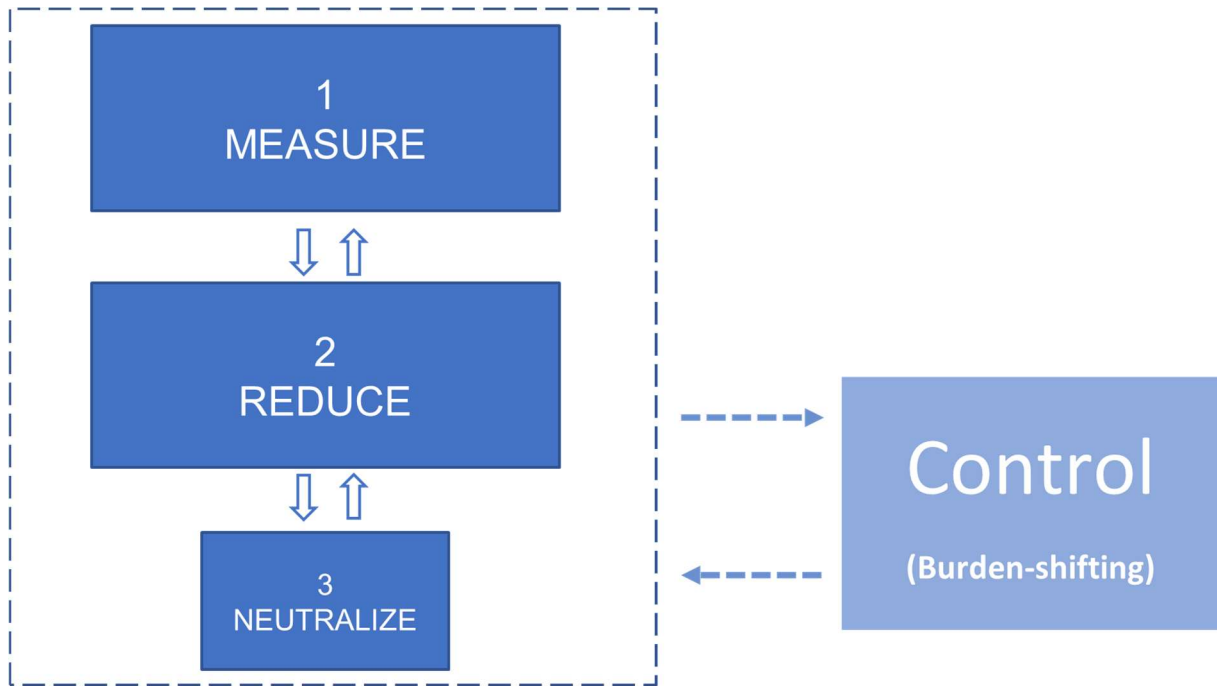 1
MEASURE
2
REDUCE
3
NEUTRALIZE
Control
(Burden-shifting)